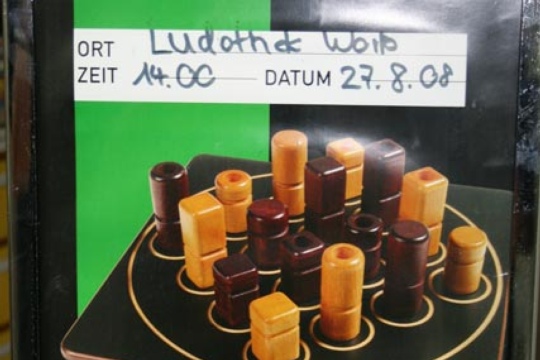 ORT Ludothek Worb
ZEIT 14.00 DATUM 27.8.08